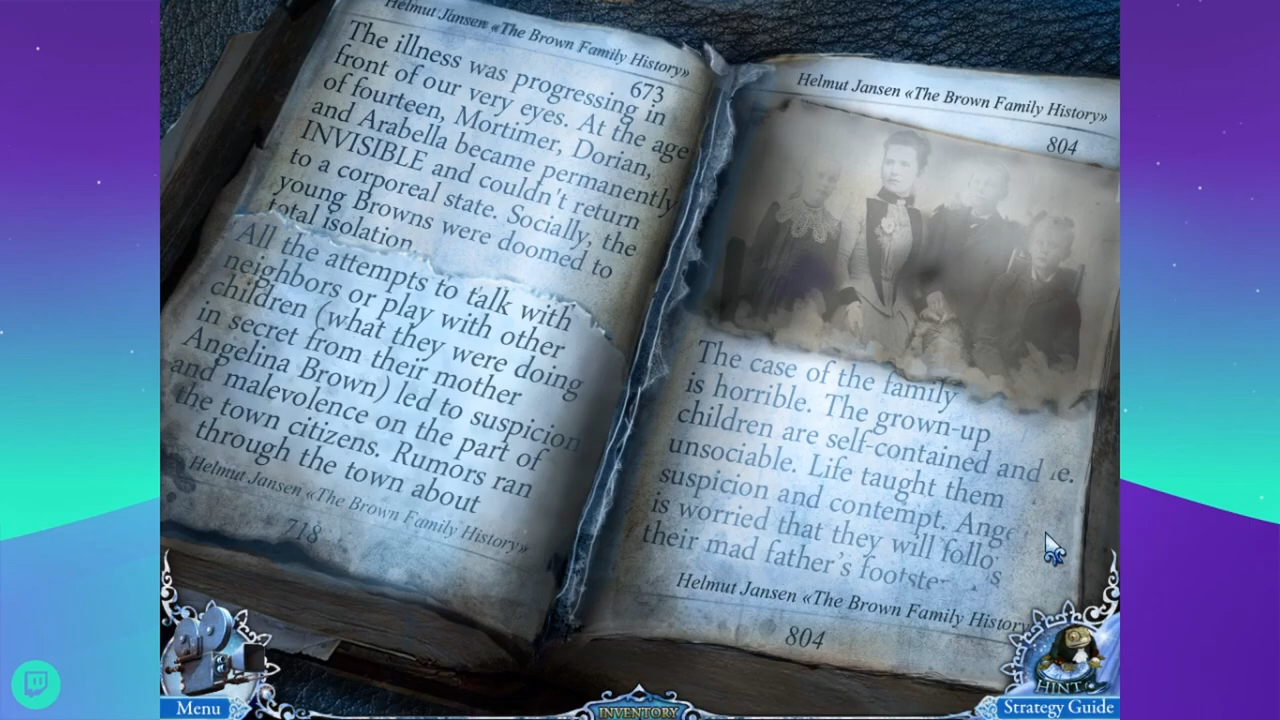 Helmut Jansen «The Brown Family History»
673
The illness was progressing in
front of our very eyes. At the age
of fourteen, Mortimer, Dorian,
and Arabella became permanently
INVISIBLE and couldn't return
to a corporeal state. Socially, the
young Browns were doomed to
total isolation.
All the attempts to talk with
neighbors or play with other
children (what they were doing
in secret from their mother
Angelina Brown) led to suspicion
and malevolence on the part of
the town citizens. Rumors ran
through the town about
Helmut Jansen «The Brown Family History»
718
Helmut Jansen «The Brown Family History»
804
The case of the family
is horrible. The grown-up
children are self-contained and
unsociable. Life taught them
suspicion and contempt.
is worried that they will
their mad father's
Helmut Jansen «The Brown Family
804
Menu
INVENTORY
HINT
Strategy Guide